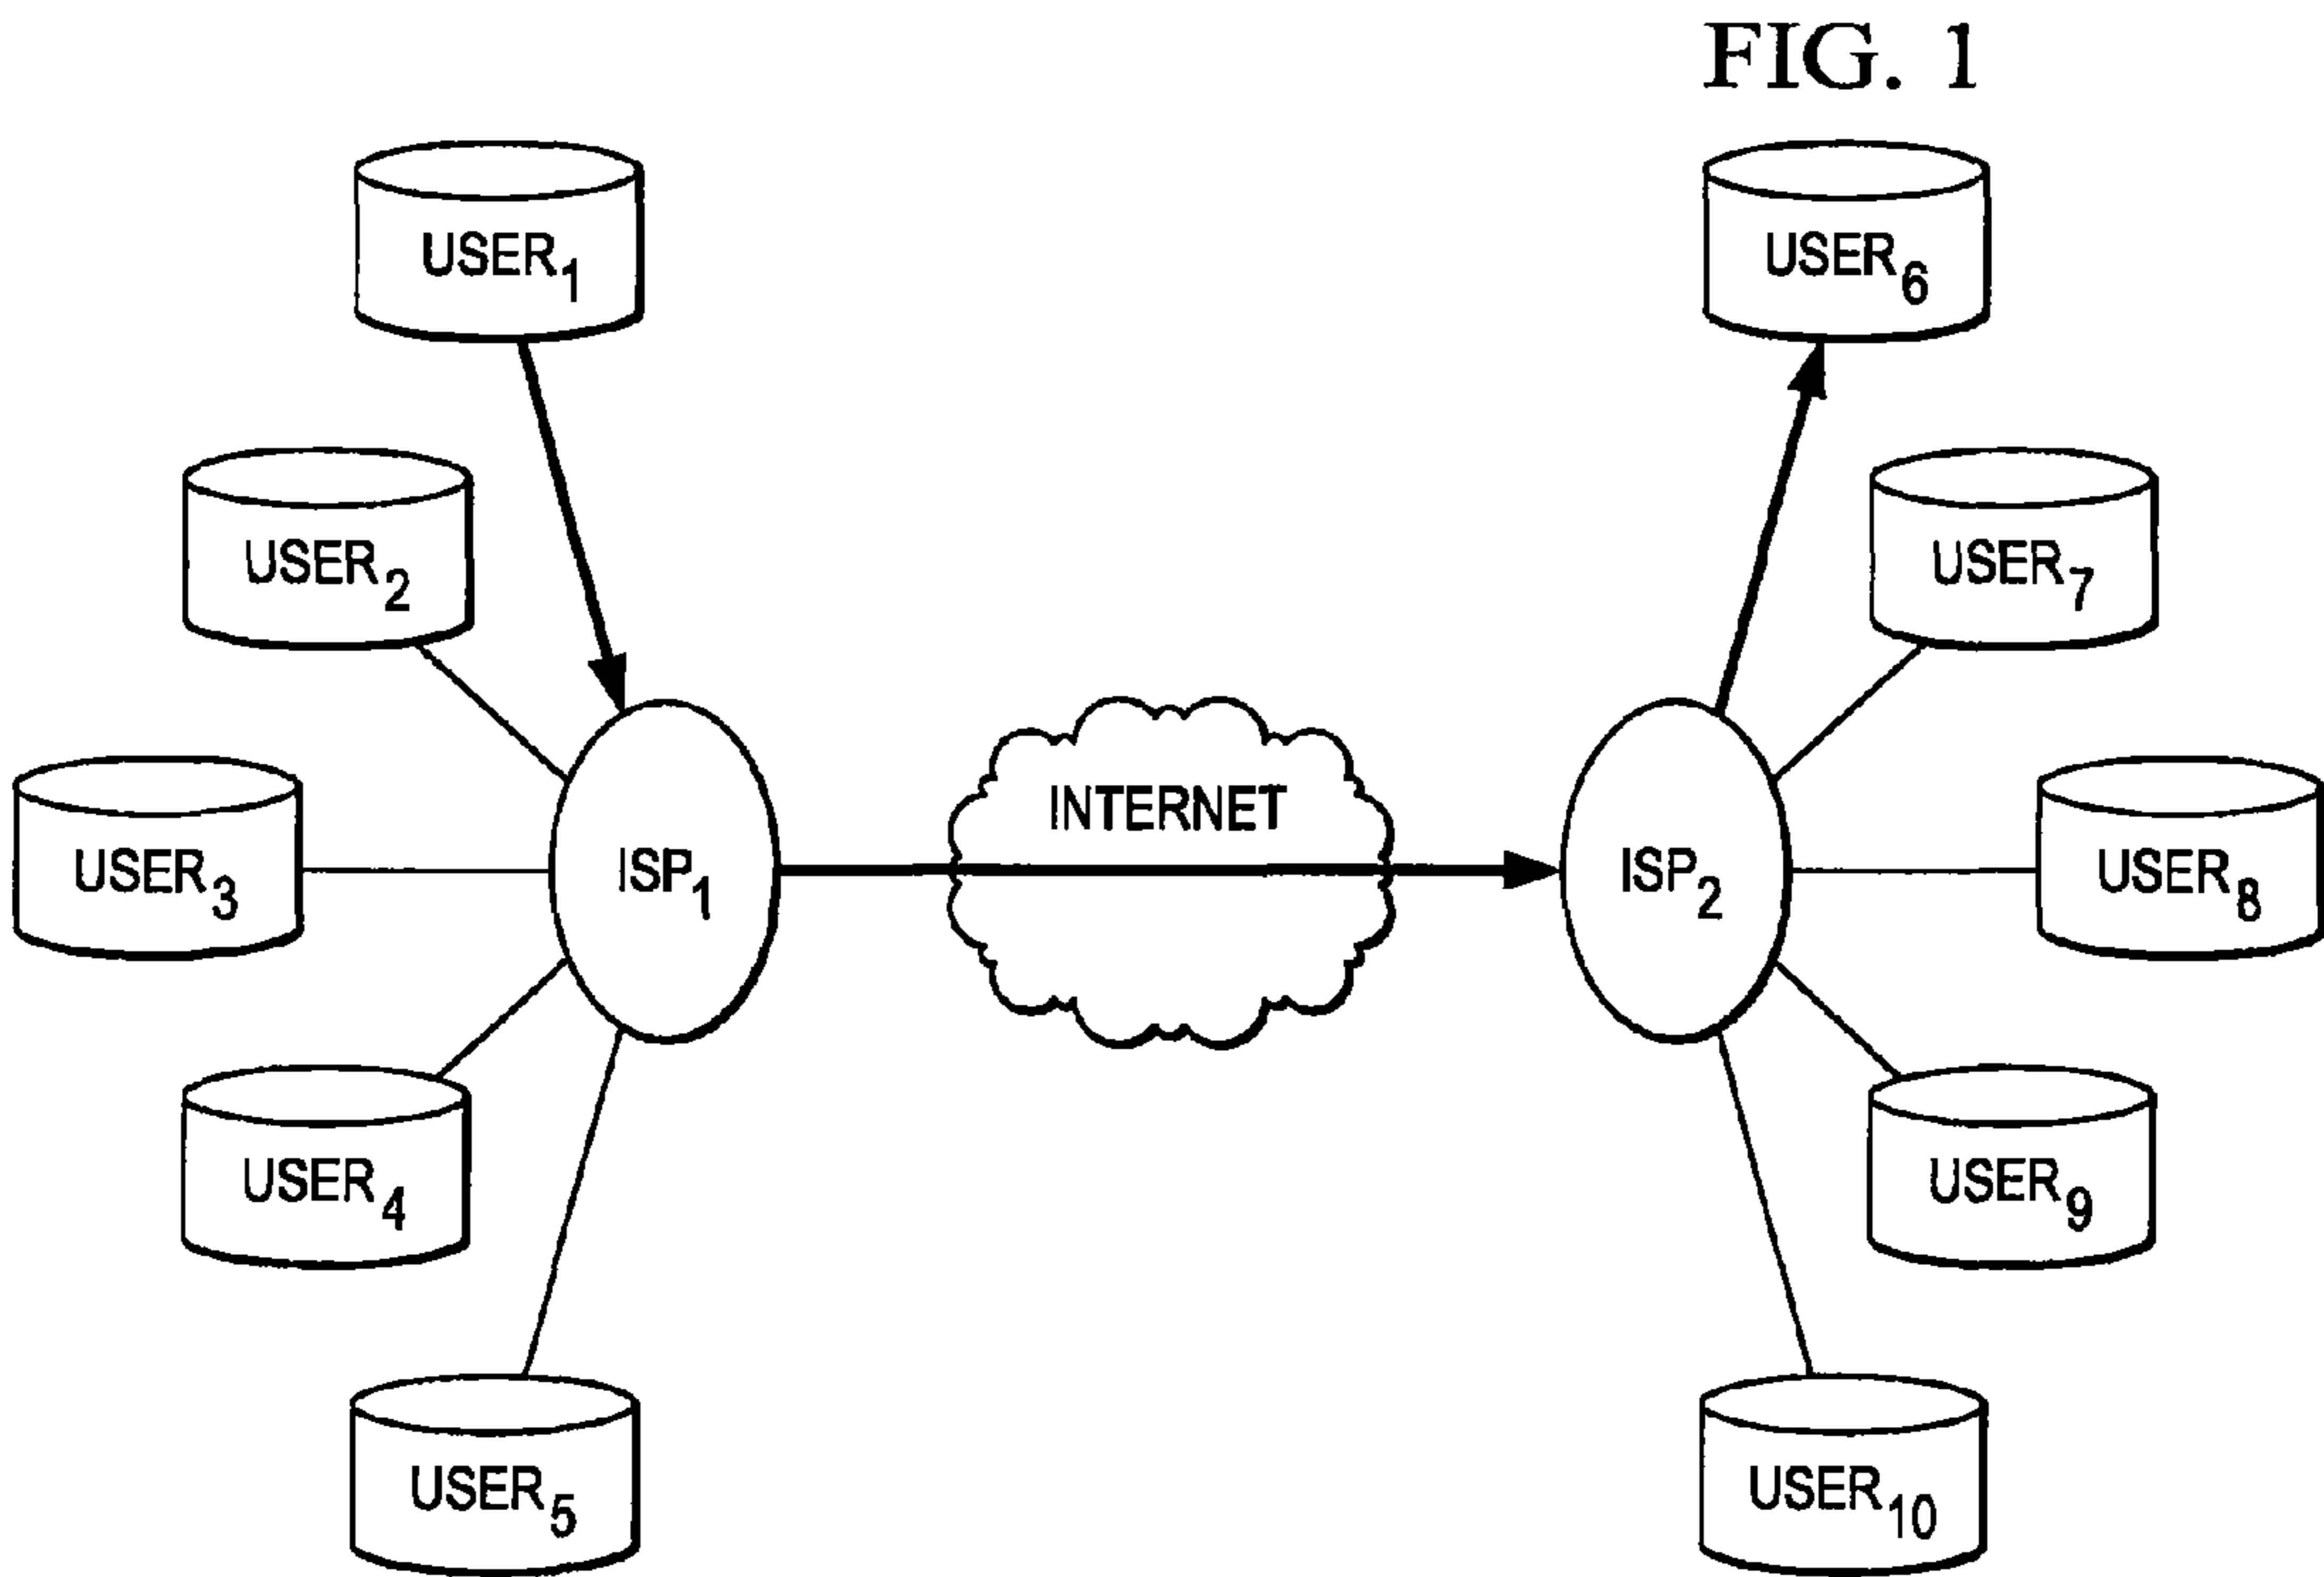 FIG. 1
USER1
USER6
USER2
USER7
INTERNET
USER3
ISP1
ISP2
USER8
USER4
USER9
USER5
USER10